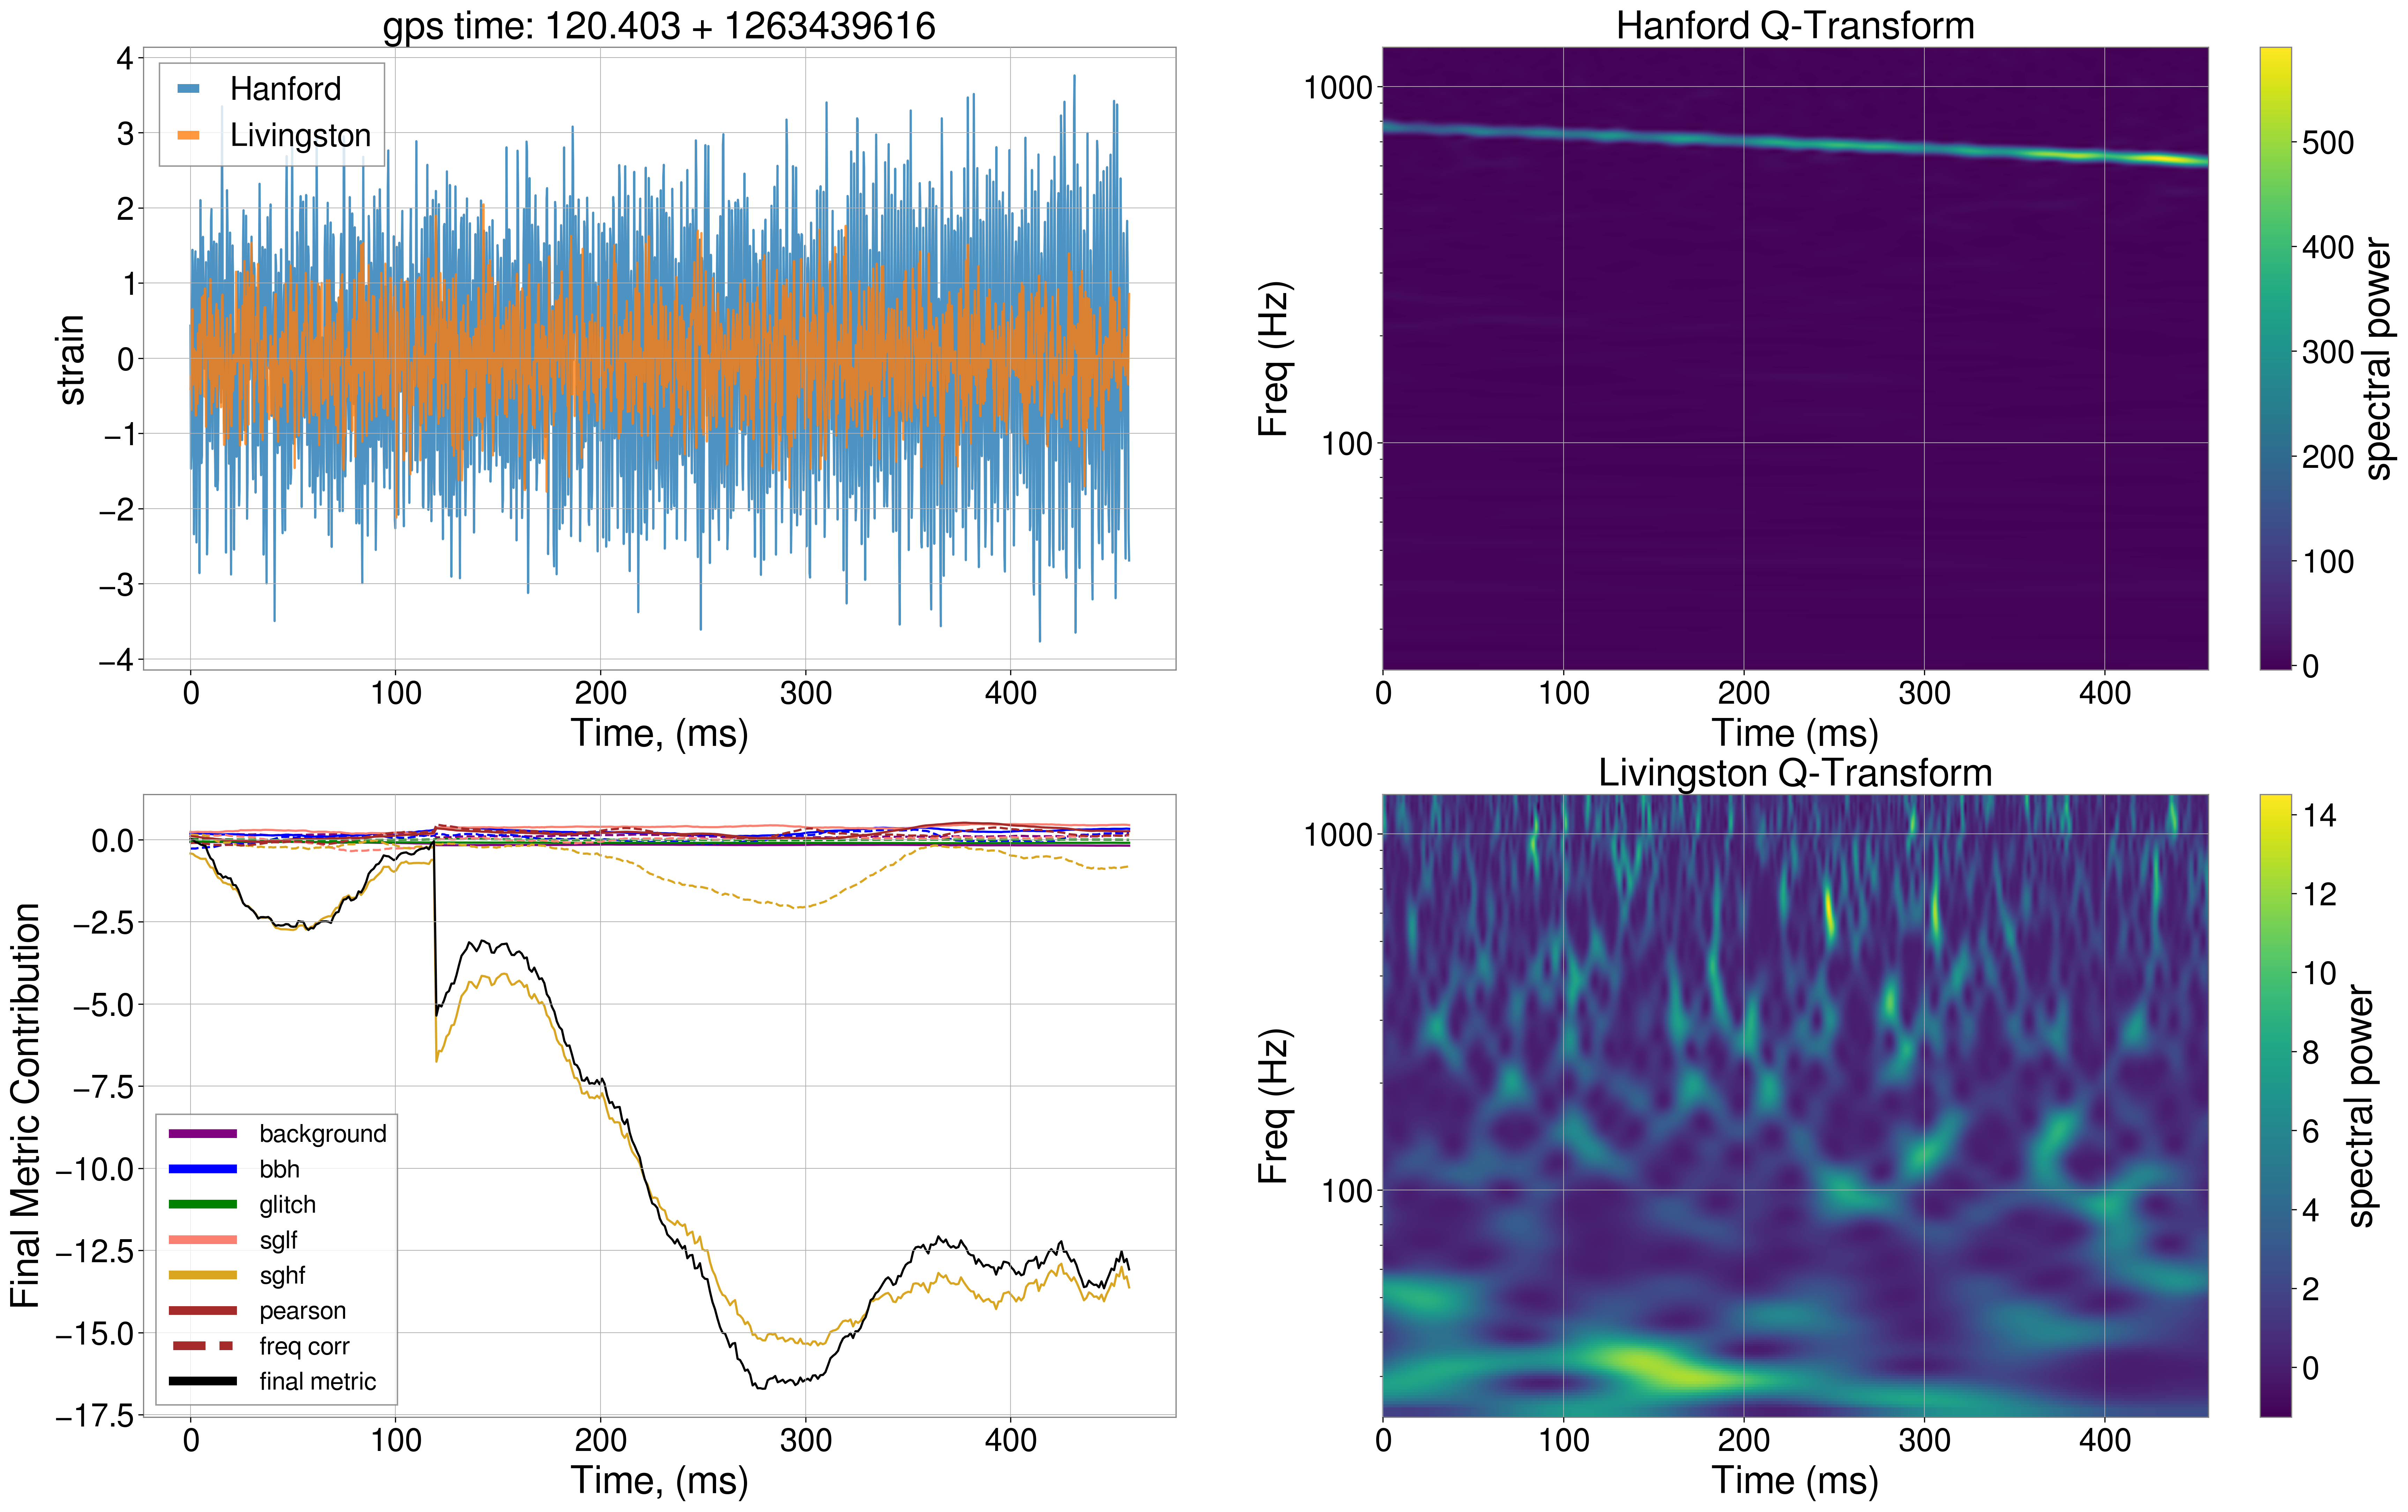 gps time: 120.403 + 1263439616
4
3
2
1
0
−1
−2
−3
−4
strain
Hanford
Livingston
0
100
200
300
400
Time, (ms)
Hanford Q-Transform
1000
100
Freq (Hz)
0
100
200
300
400
Time (ms)
500
400
300
200
100
0
spectral power
0.0
−2.5
−5.0
−7.5
−10.0
−12.5
−15.0
−17.5
Final Metric Contribution
background
bbh
glitch
sglf
sghf
pearson
freq corr
final metric
0
100
200
300
400
Time, (ms)
Livingston Q-Transform
1000
100
Freq (Hz)
0
100
200
300
400
Time (ms)
14
12
10
8
6
4
2
0
spectral power